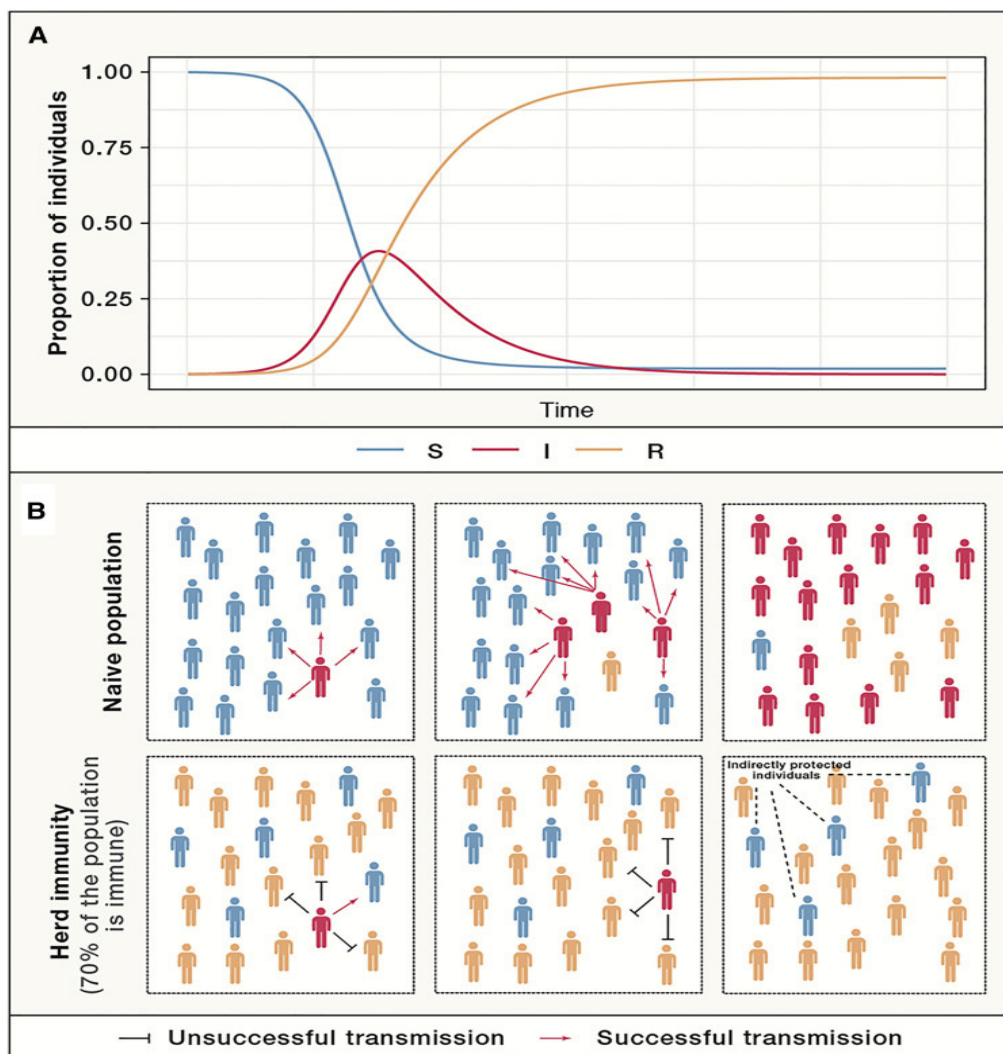 A
Proportion of individuals
1.00
0.75
0.50
0.25
0.00
Time
S I R
B
Naive population
Herd immunity
(70% of the population
is immune)
Indirectly protected
individuals
Unsuccessful transmission Successful transmission